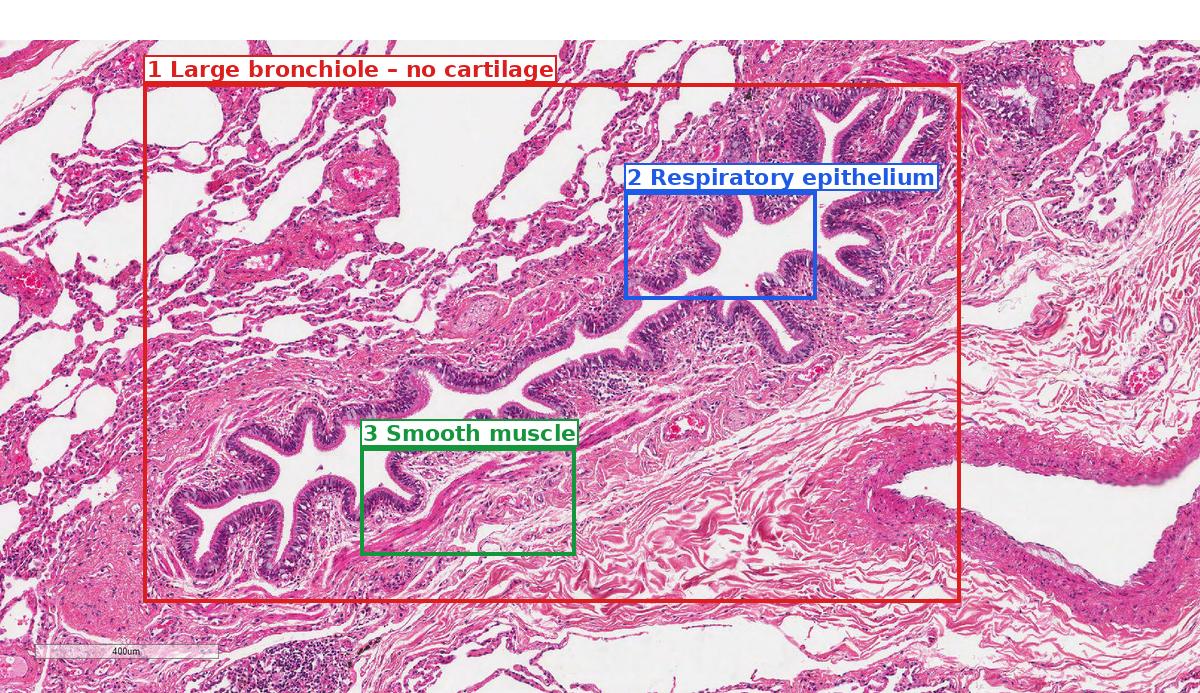 1 Large bronchiole – no cartilage
2 Respiratory epithelium
3 Smooth muscle
400um